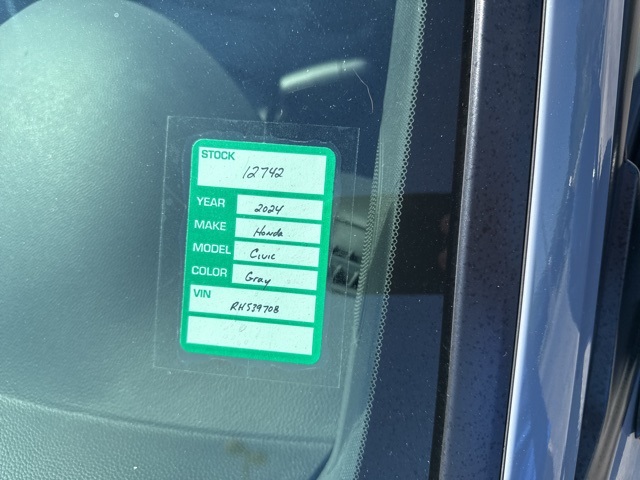 STOCK
12742
YEAR 2024
MAKE Honda
MODEL Civic
COLOR Gray
VIN
RH539708